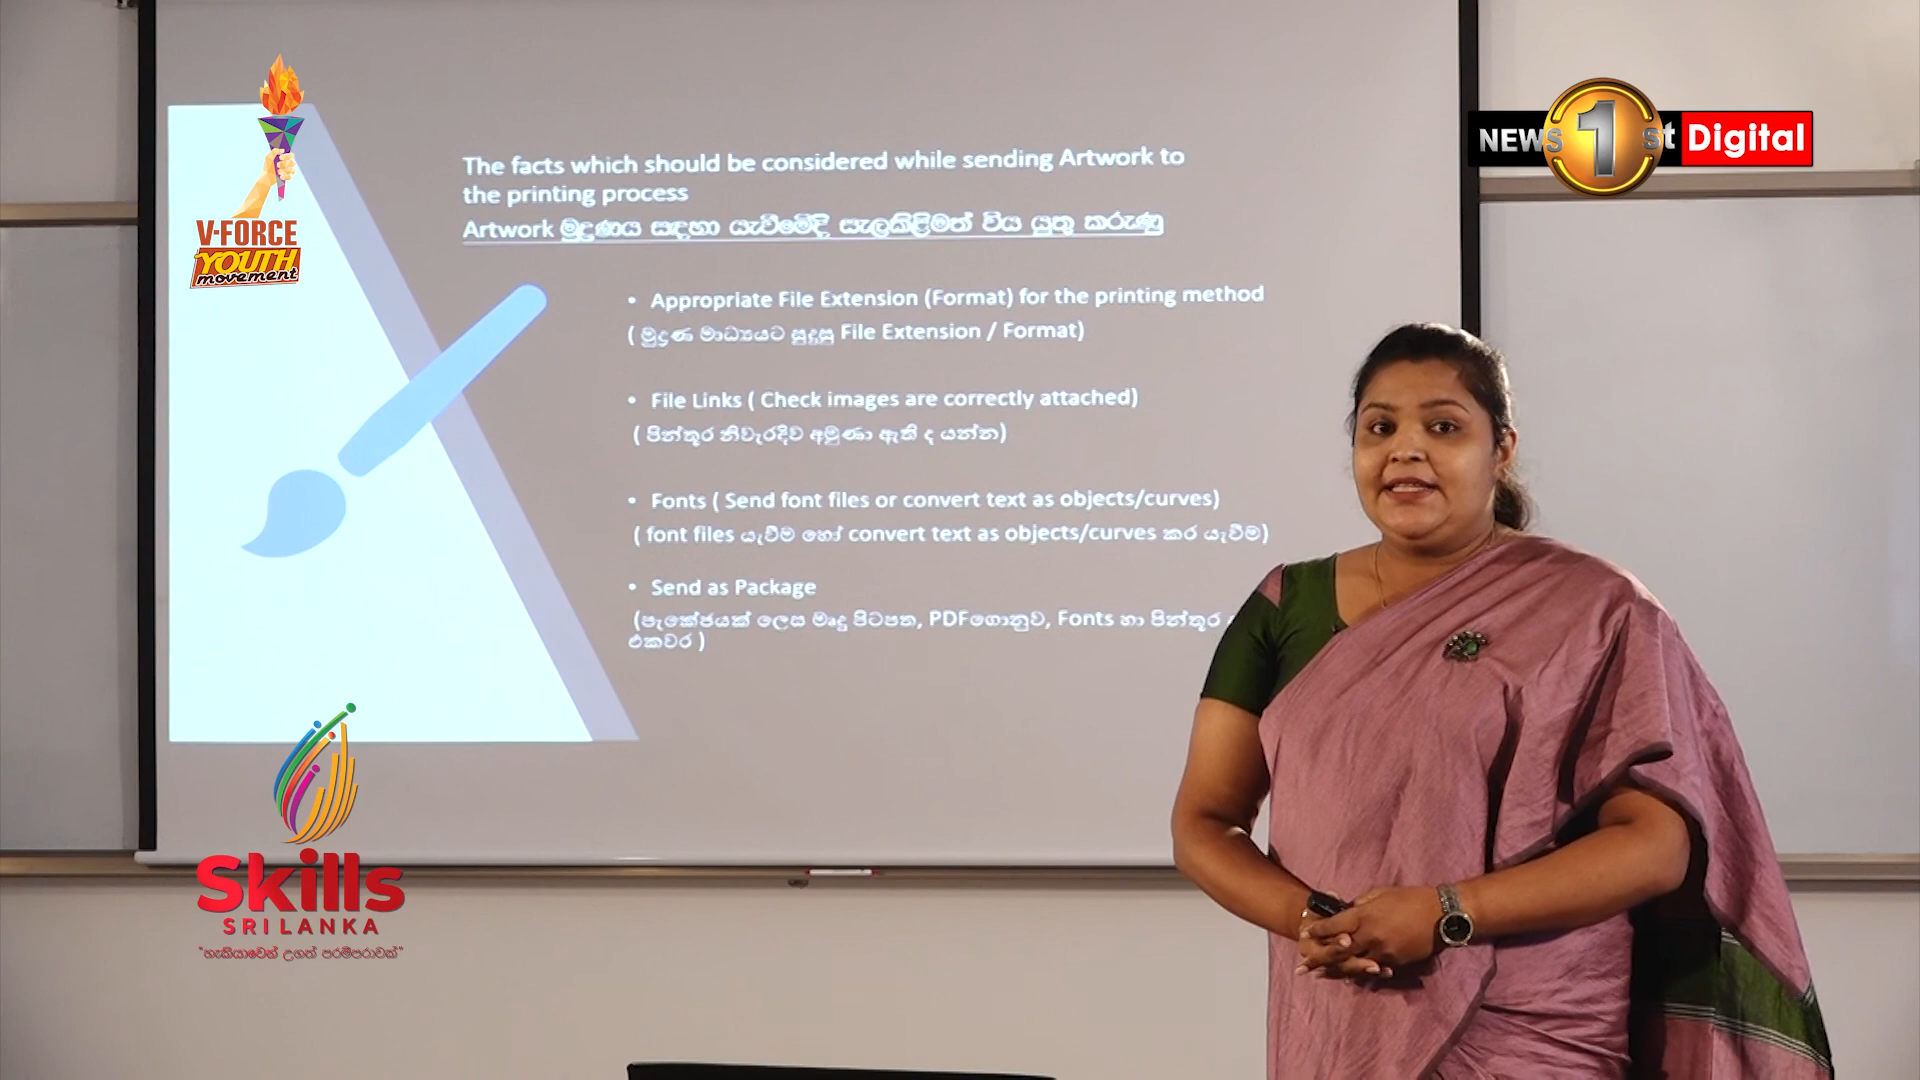 V-FORCE
YOUTH
movement
NEWS 1st Digital
The facts which should be considered while sending Artwork to
the printing process
Artwork මුද්‍රණය සඳහා යැවීමේදී සැලකිළිමත් විය යුතු කරුණු
• Appropriate File Extension (Format) for the printing method
( මුද්‍රණ මාධ්‍යයට සුදුසු File Extension / Format)
• File Links ( Check images are correctly attached)
( පින්තූර නිවැරදිව අමුණා ඇති ද යන්න)
• Fonts ( Send font files or convert text as objects/curves)
( font files යැවීම හෝ convert text as objects/curves කර යැවීම)
• Send as Package
(පැකේජයක් ලෙස මෘදු පිටපත, PDFගොනුව, Fonts හා පින්තූර
එකවර )
Skills
SRI LANKA
"හැකියාවෙන් උගත් පරම්පරාවක්"